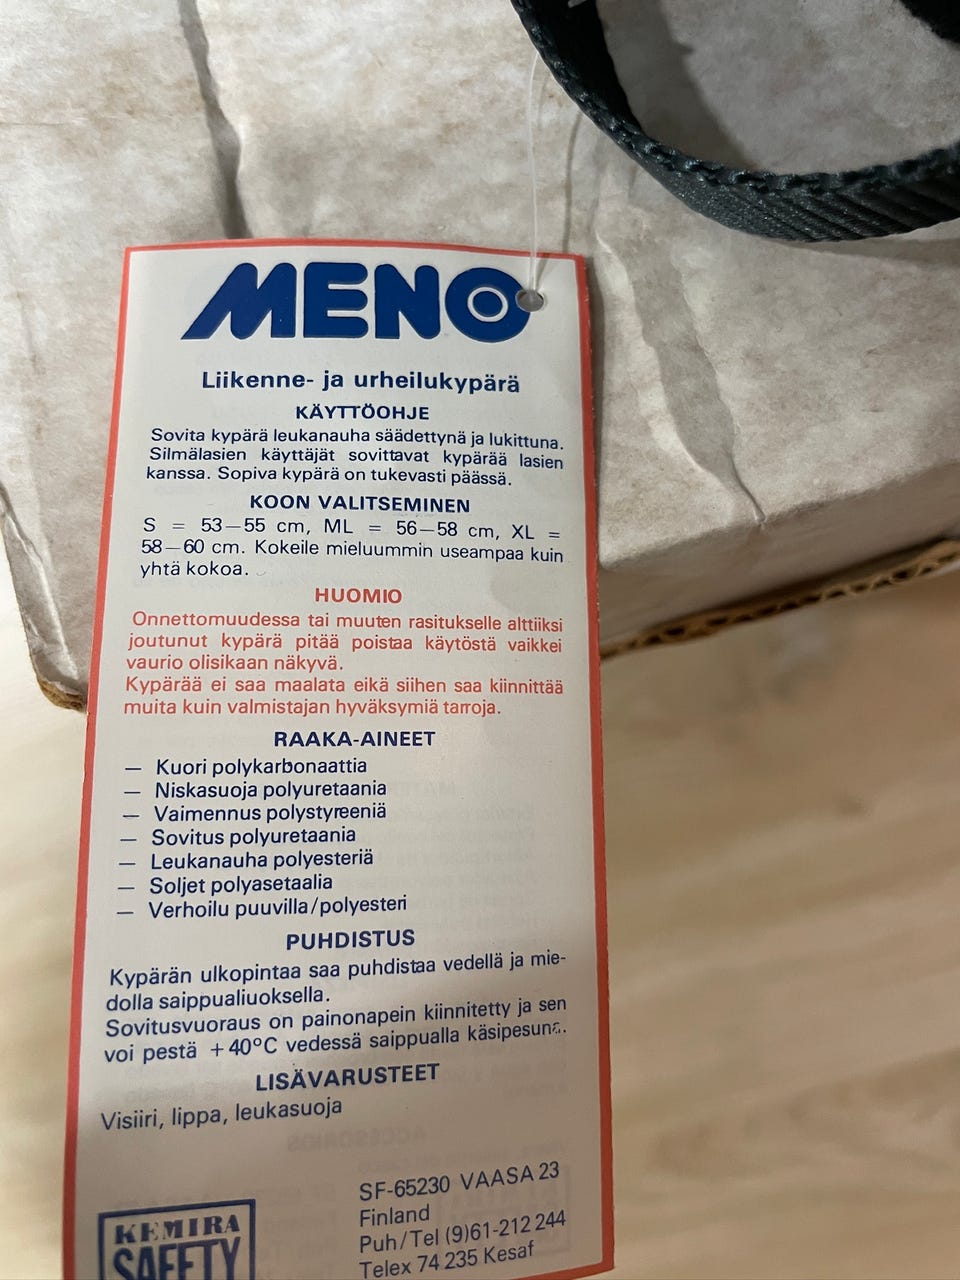 MENO
Liikenne- ja urheilukypärä
KÄYTTÖOHJE
Sovita kypärä leukanauha säädettynä ja lukittuna.
Silmälasien käyttäjät sovittavat kypärää lasien
kanssa. Sopiva kypärä on tukevasti päässä.
KOON VALITSEMINEN
S = 53—55 cm, ML = 56—58 cm, XL =
58—60 cm. Kokeile mieluummin useampaa kuin
yhtä kokoa.
HUOMIO
Onnettomuudessa tai muuten rasitukselle alttiiksi
joutunut kypärä pitää poistaa käytöstä vaikkei
vaurio olisikaan näkyvä.
Kypärää ei saa maalata eikä siihen saa kiinnittää
muita kuin valmistajan hyväksymiä tarroja.
RAAKA-AINEET
— Kuori polykarbonaattia
— Niskasuoja polyuretaania
— Vaimennus polystyreeniä
— Sovitus polyuretaania
— Leukanauha polyesteriä
— Soljet polyasetaalia
— Verhoilu puuvilla/polyesteri
PUHDISTUS
Kypärän ulkopintaa saa puhdistaa vedellä ja mie-
dolla saippualiuoksella.
Sovitusvuoraus on painonapein kiinnitetty ja sen
voi pestä +40°C vedessä saippualla käsipesuna.
LISÄVARUSTEET
Visiiri, lippa, leukasuoja
KEMIRA
SAFETY
SF-65230 VAASA 23
Finland
Puh/Tel (9)61-212 244
Telex 74 235 Kesaf